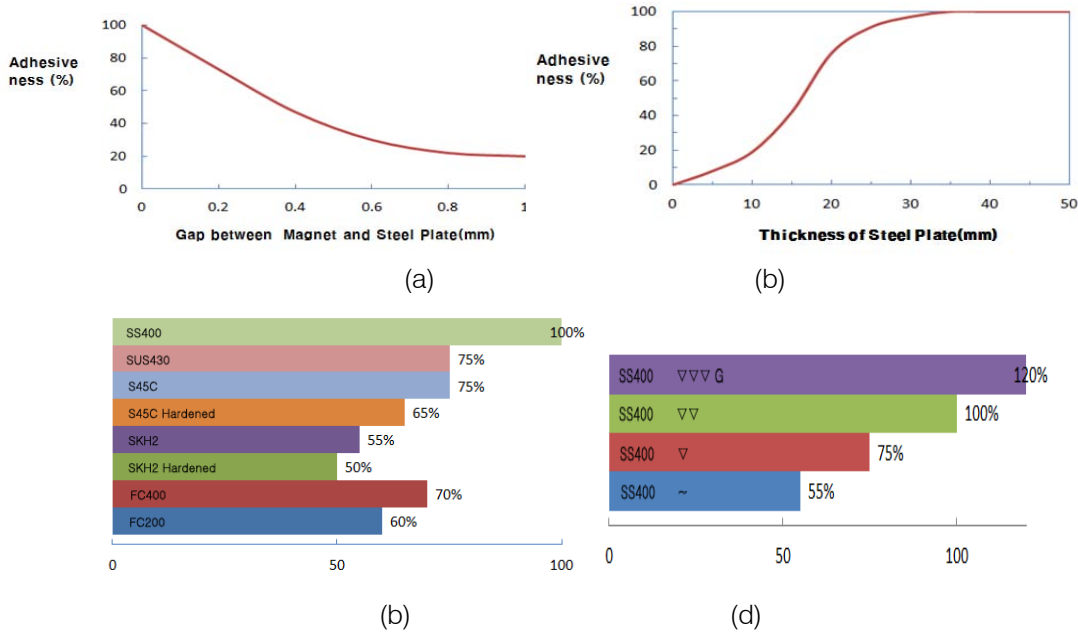 100
80
60
40
20
0
Adhesive
ness (%)
0 0.2 0.4 0.6 0.8 1
Gap between Magnet and Steel Plate(mm)
(a)
100
80
60
40
20
0
Adhesive
ness (%)
0 10 20 30 40 50
Thickness of Steel Plate(mm)
(b)
SS400 100%
SUS430 75%
S45C 75%
S45C Hardened 65%
SKH2 55%
SKH2 Hardened 50%
FC400 70%
FC200 60%
0 50 100
(b)
SS400 ▽▽▽ G 120%
SS400 ▽▽ 100%
SS400 ▽ 75%
SS400 ~ 55%
0 50 100
(d)